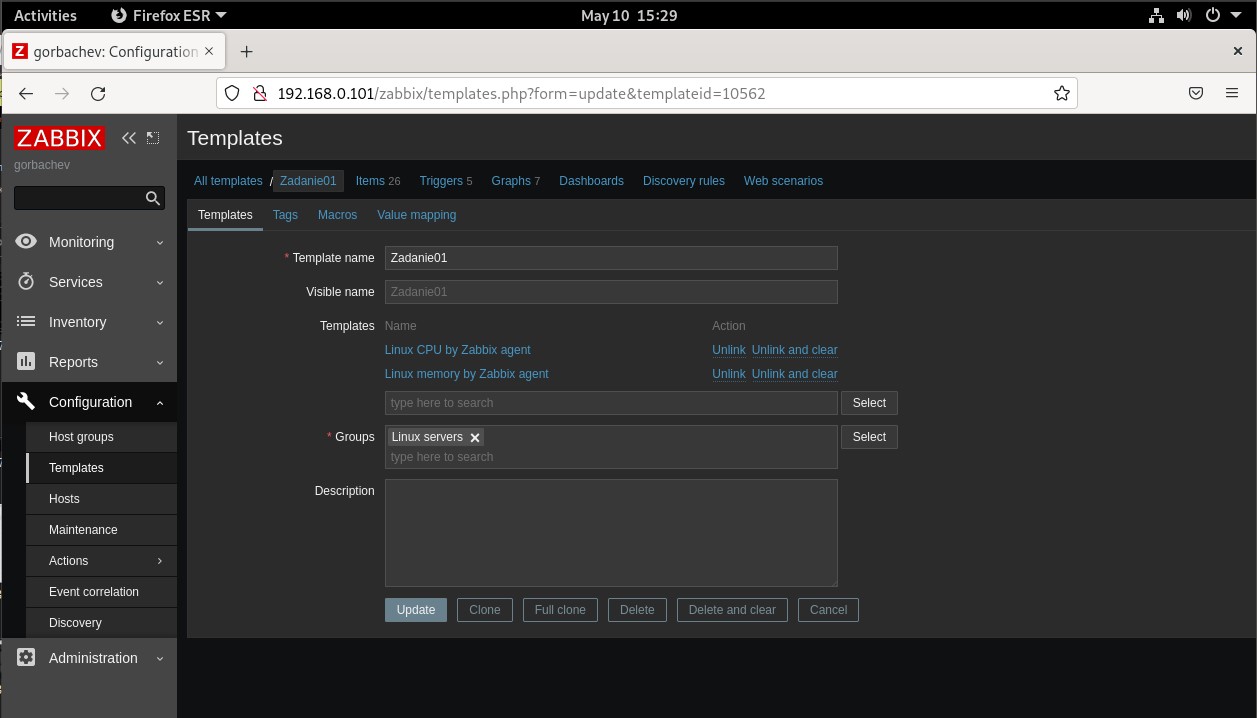 Activities Firefox ESR May 10 15:29
gorbachev: Configuration
192.168.0.101/zabbix/templates.php?form=update&templateid=10562
ZABBIX
gorbachev
Monitoring
Services
Inventory
Reports
Configuration
Host groups
Templates
Hosts
Maintenance
Actions
Event correlation
Discovery
Administration
Templates
All templates / Zadanie01 Items 26 Triggers 5 Graphs 7 Dashboards Discovery rules Web scenarios
Templates Tags Macros Value mapping
* Template name Zadanie01
Visible name Zadanie01
Templates Name Action
Linux CPU by Zabbix agent Unlink Unlink and clear
Linux memory by Zabbix agent Unlink Unlink and clear
type here to search Select
* Groups Linux servers Select
type here to search
Description
Update Clone Full clone Delete Delete and clear Cancel